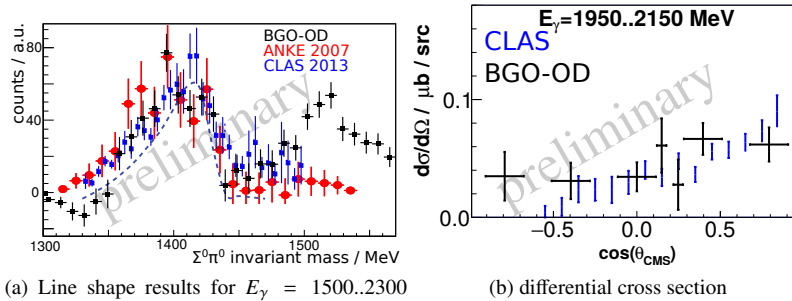 BGO-OD
ANKE 2007
CLAS 2013
counts / a.u.
80
40
0
preliminary
1300
1400
1500
Σ⁰π⁰ invariant mass / MeV
(a) Line shape results for Eγ = 1500..2300
b)
Eγ=1950..2150 MeV
CLAS
BGO-OD
dσ/dΩ / μb / src
0.1
0.0
preliminary
−0.5
0.0
0.5
cos(θCMS)
(b) differential cross section